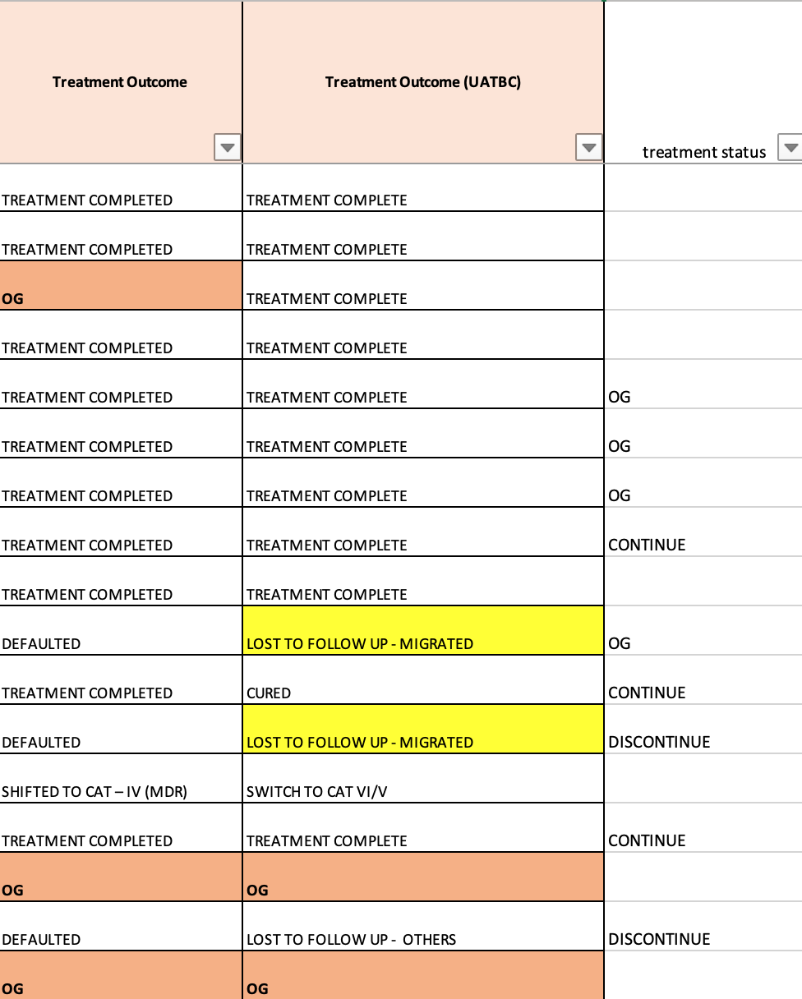 Treatment Outcome
Treatment Outcome (UATBC)
treatment status
TREATMENT COMPLETED TREATMENT COMPLETE
TREATMENT COMPLETED TREATMENT COMPLETE
OG TREATMENT COMPLETE
TREATMENT COMPLETED TREATMENT COMPLETE
TREATMENT COMPLETED TREATMENT COMPLETE OG
TREATMENT COMPLETED TREATMENT COMPLETE OG
TREATMENT COMPLETED TREATMENT COMPLETE OG
TREATMENT COMPLETED TREATMENT COMPLETE CONTINUE
TREATMENT COMPLETED TREATMENT COMPLETE
DEFAULTED LOST TO FOLLOW UP - MIGRATED OG
TREATMENT COMPLETED CURED CONTINUE
DEFAULTED LOST TO FOLLOW UP - MIGRATED DISCONTINUE
SHIFTED TO CAT – IV (MDR) SWITCH TO CAT VI/V
TREATMENT COMPLETED TREATMENT COMPLETE CONTINUE
OG OG
DEFAULTED LOST TO FOLLOW UP -  OTHERS DISCONTINUE
OG OG